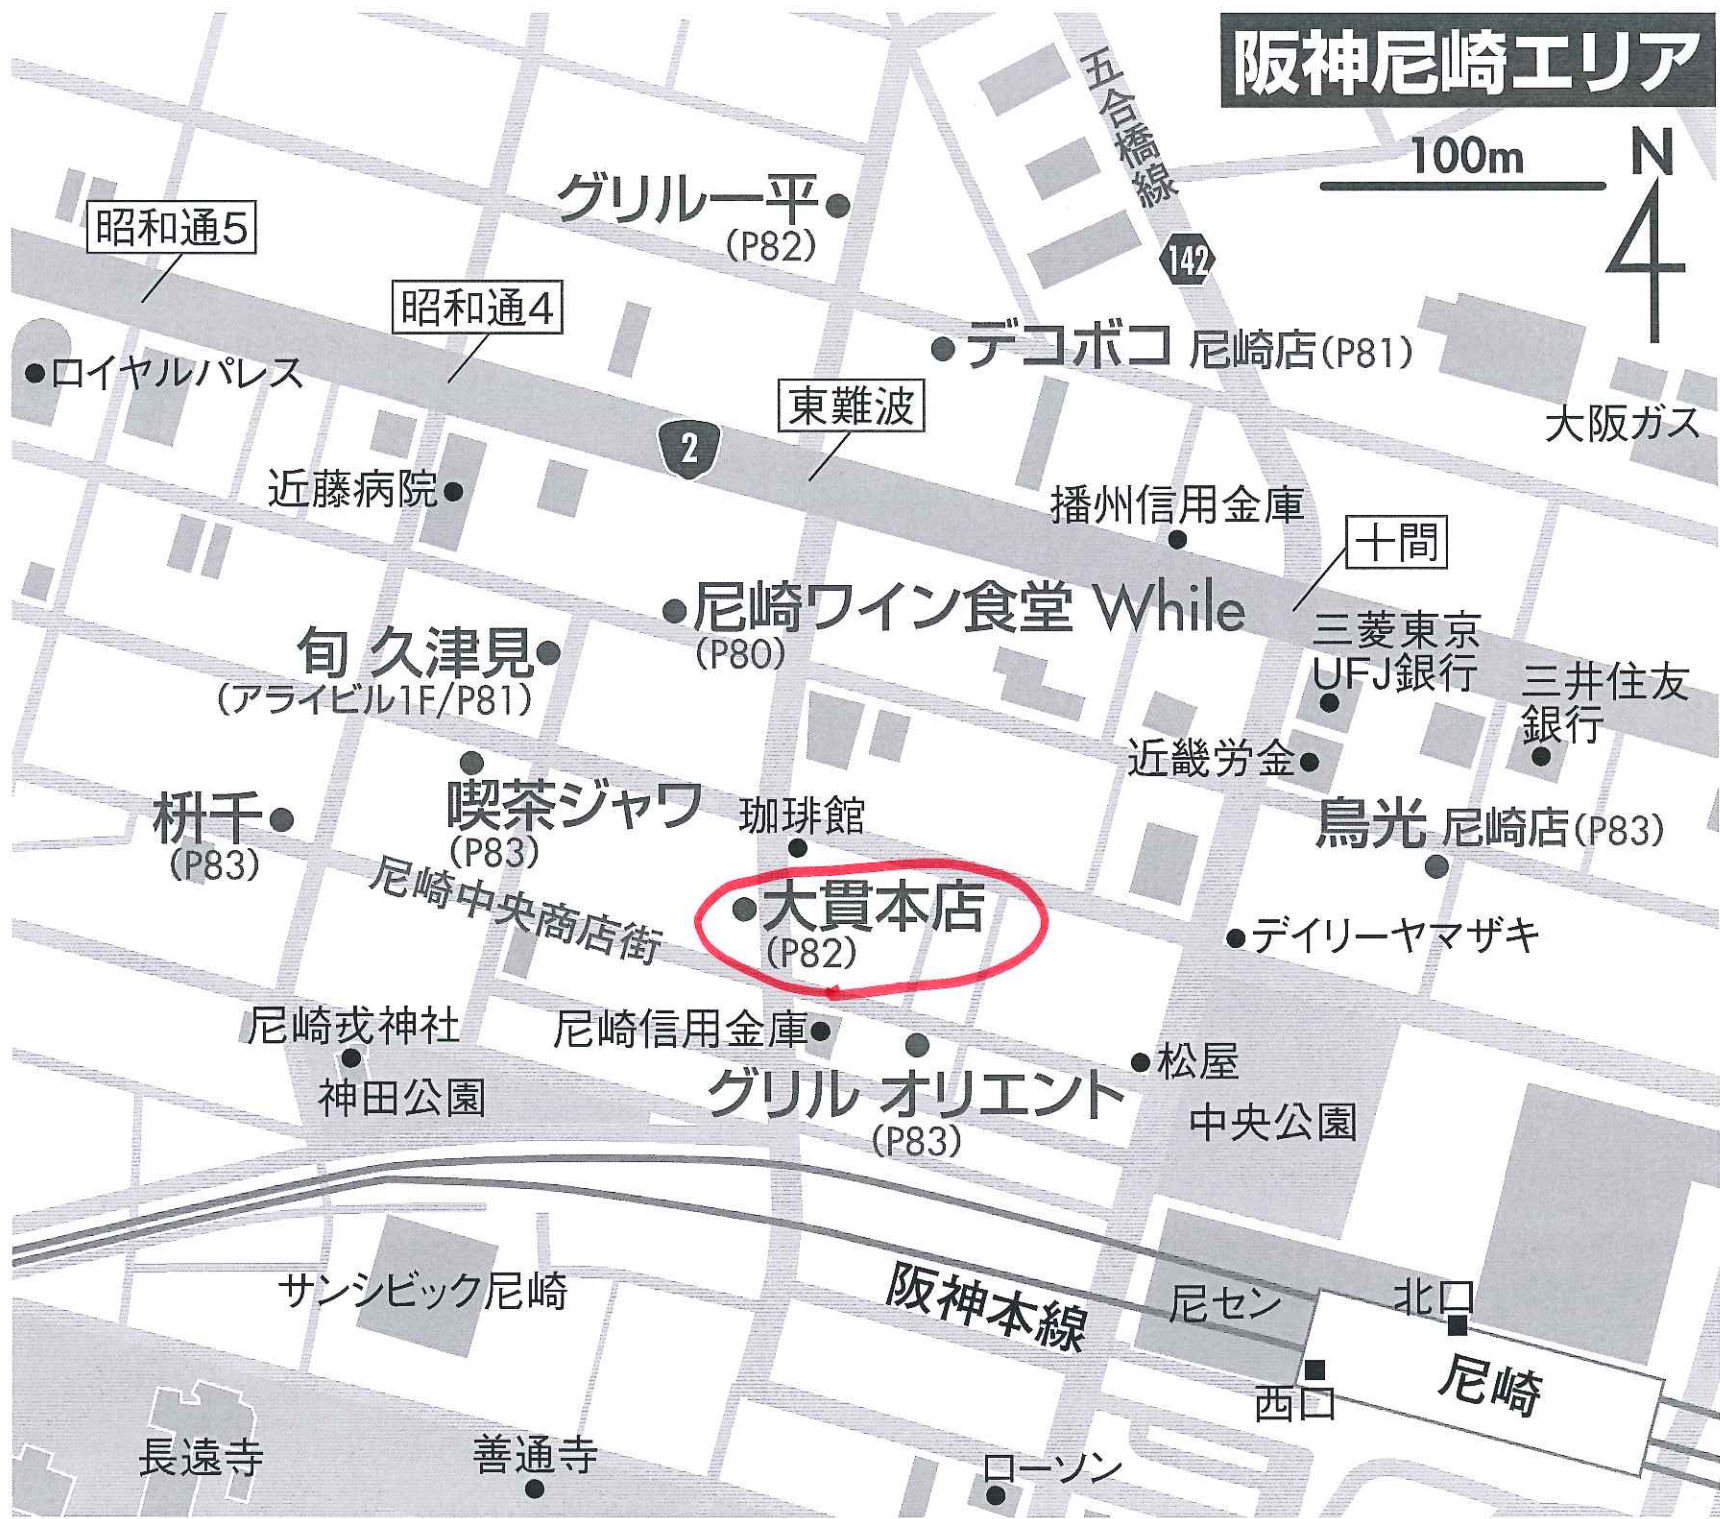 阪神尼崎エリア
100m
N
五合橋線
142
グリル一平
(P82)
昭和通5
昭和通4
デコボコ 尼崎店(P81)
ロイヤルパレス
東難波
大阪ガス
2
近藤病院
播州信用金庫
十間
尼崎ワイン食堂 While
(P80)
三菱東京
UFJ銀行
旬 久津見
(アライビル1F/P81)
三井住友
銀行
近畿労金
喫茶ジャワ
(P83)
枡千
(P83)
珈琲館
鳥光 尼崎店(P83)
尼崎中央商店街
大貫本店
(P82)
デイリーヤマザキ
尼崎戎神社
尼崎信用金庫
松屋
神田公園
グリル オリエント
(P83)
中央公園
サンシビック尼崎
阪神本線
尼セン
北口
尼崎
西口
長遠寺
善通寺
ローソン